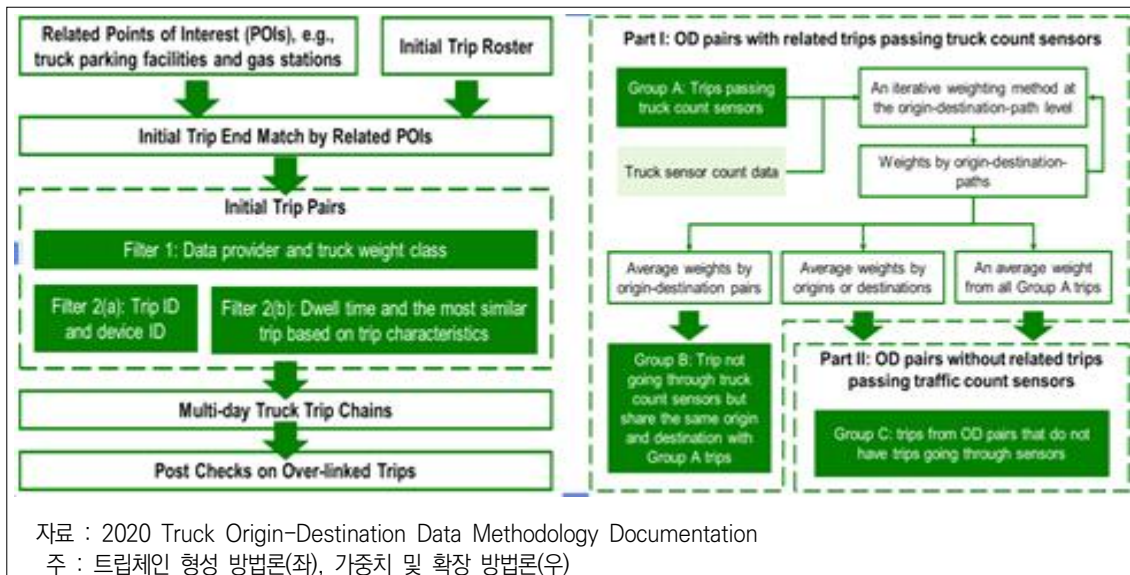 Related Points of Interest (POIs), e.g.,
truck parking facilities and gas stations
Initial Trip Roster
Initial Trip End Match by Related POIs
Initial Trip Pairs
Filter 1: Data provider and truck weight class
Filter 2(a): Trip ID
and device ID
Filter 2(b): Dwell time and the most similar
trip based on trip characteristics
Multi-day Truck Trip Chains
Post Checks on Over-linked Trips
Part I: OD pairs with related trips passing truck count sensors
Group A: Trips passing
truck count sensors
An iterative weighting method at
the origin-destination-path level
Truck sensor count data
Weights by origin-destination-
paths
Average weights by
origin-destination pairs
Average weights by
origins or destinations
An average weight
from all Group A trips
Group B: Trip not
going through truck
count sensors but
share the same origin
and destination with
Group A trips
Part II: OD pairs without related trips
passing traffic count sensors
Group C: trips from OD pairs that do not
have trips going through sensors
자료 : 2020 Truck Origin-Destination Data Methodology Documentation
주 : 트립체인 형성 방법론(좌), 가중치 및 확장 방법론(우)